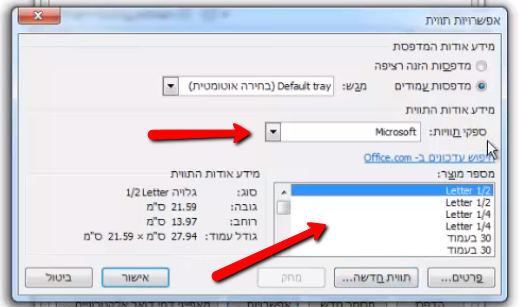 אפשרויות תווית
מידע אודות המדפסת
מדפסות הזנה רציפה
מדפסות עמודים
מגש: Default tray (בחירה אוטומטית)
מידע אודות התווית
ספקי תוויות: Microsoft
חיפוש עדכונים ב- Office.com
מספר מוצר:
Letter 1/2
Letter 1/2
Letter 1/4
Letter 1/4
30 בעמוד
30 בעמוד
מידע אודות התווית
סוג: גלויה 1/2 Letter
גובה: 21.59 ס"מ
רוחב: 13.97 ס"מ
גודל עמוד: 27.94 ס"מ × 21.59 ס"מ
פרטים...
תווית חדשה...
מחק
אישור
ביטול